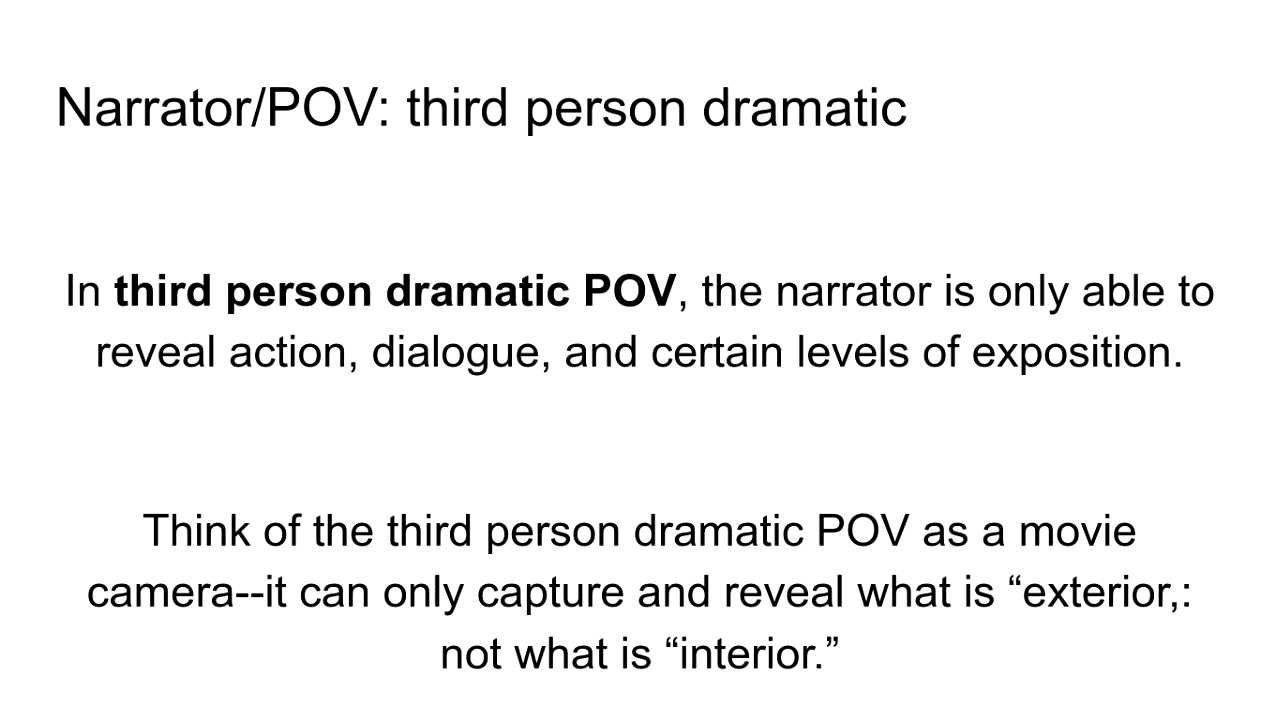 Narrator/POV: third person dramatic
In third person dramatic POV, the narrator is only able to
reveal action, dialogue, and certain levels of exposition.
Think of the third person dramatic POV as a movie
camera--it can only capture and reveal what is “exterior,:
not what is “interior.”